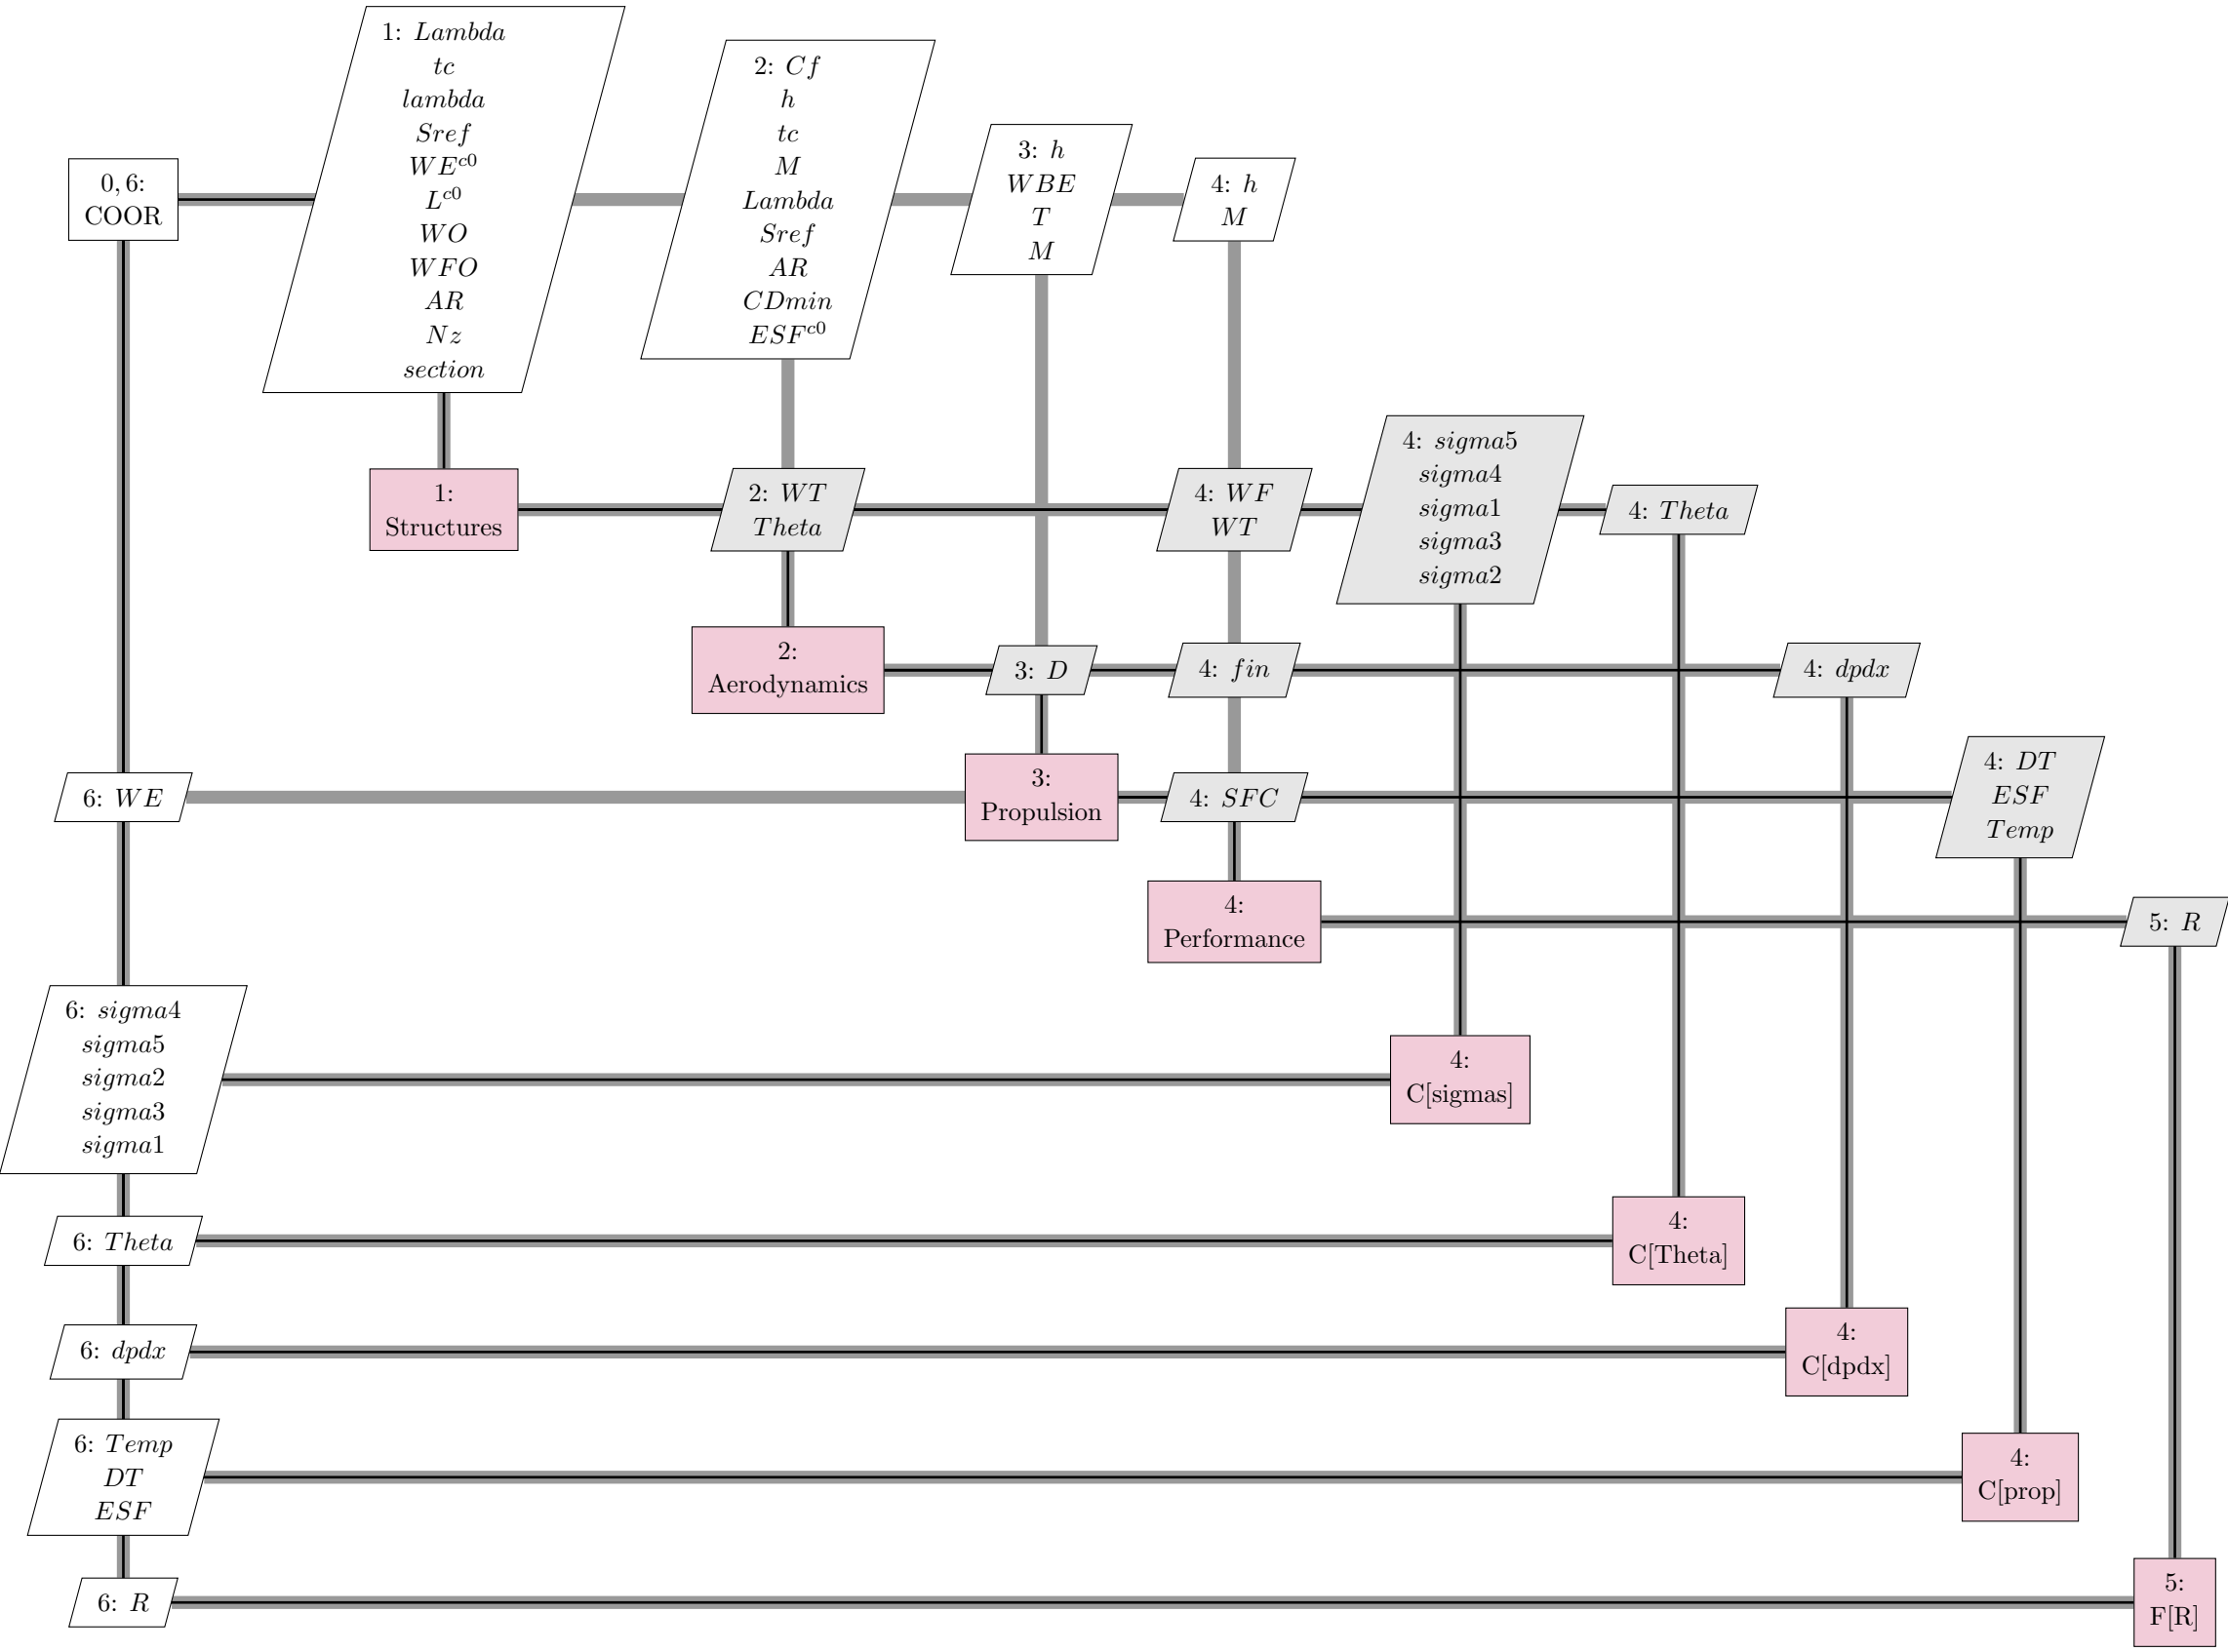 1: Lambda
tc
lambda
Sref
WE^c0
L^c0
WO
WFO
AR
Nz
section
2: Cf
h
tc
M
Lambda
Sref
AR
CDmin
ESF^c0
3: h
WBE
T
M
4: h
M
0, 6:
COOR
1:
Structures
2: WT
Theta
4: WF
WT
4: sigma5
sigma4
sigma1
sigma3
sigma2
4: Theta
2:
Aerodynamics
3: D
4: fin
4: dpdx
6: WE
3:
Propulsion
4: SFC
4: DT
ESF
Temp
4:
Performance
5: R
6: sigma4
sigma5
sigma2
sigma3
sigma1
4:
C[sigmas]
6: Theta
4:
C[Theta]
6: dpdx
4:
C[dpdx]
6: Temp
DT
ESF
4:
C[prop]
6: R
5:
F[R]